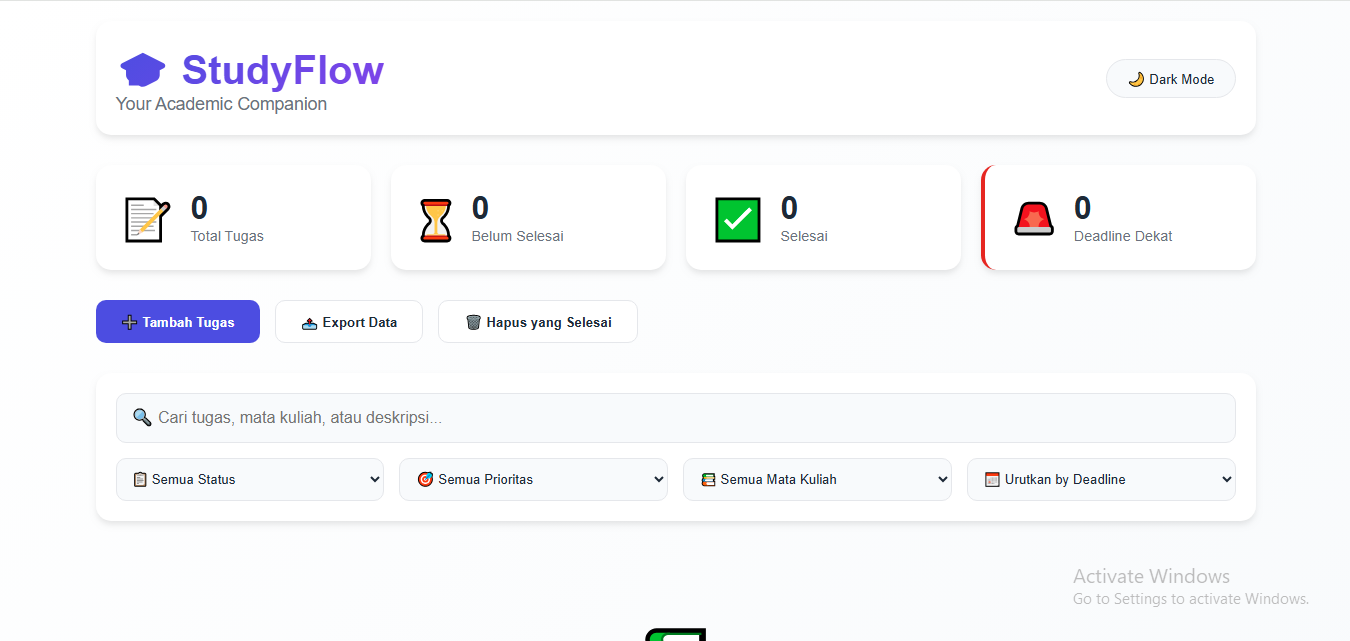 StudyFlow
Your Academic Companion
Dark Mode
0
Total Tugas
0
Belum Selesai
0
Selesai
0
Deadline Dekat
Tambah Tugas
Export Data
Hapus yang Selesai
Cari tugas, mata kuliah, atau deskripsi...
Semua Status
Semua Prioritas
Semua Mata Kuliah
Urutkan by Deadline
Activate Windows
Go to Settings to activate Windows.